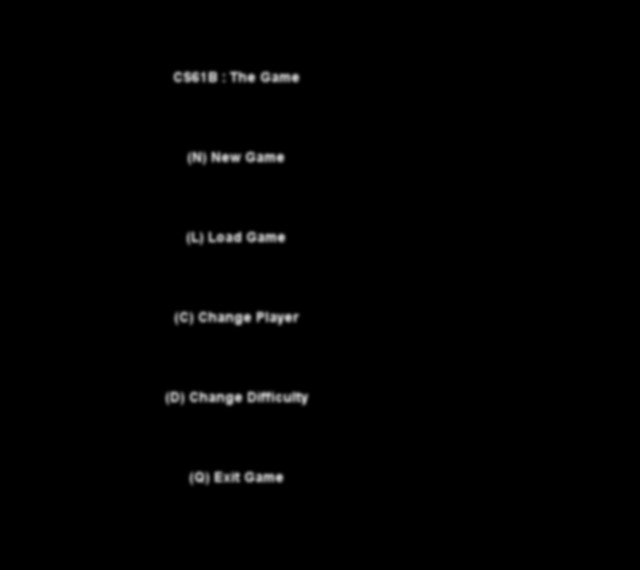 CS61B : The Game
(N) New Game
(L) Load Game
(C) Change Player
(D) Change Difficulty
(Q) Exit Game